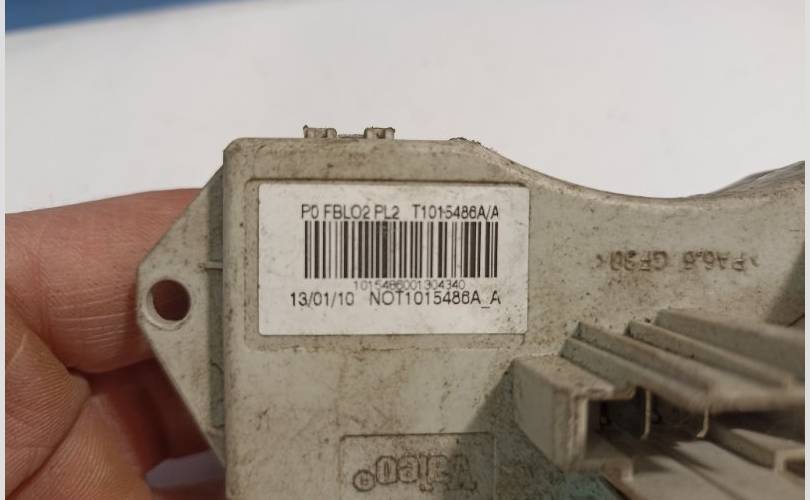 P0 FBLO2 PL2 T1015486A/A
1015486001304340
13/01/10 NOT1015486A_A
>PA6,6 GF30<
Valeo